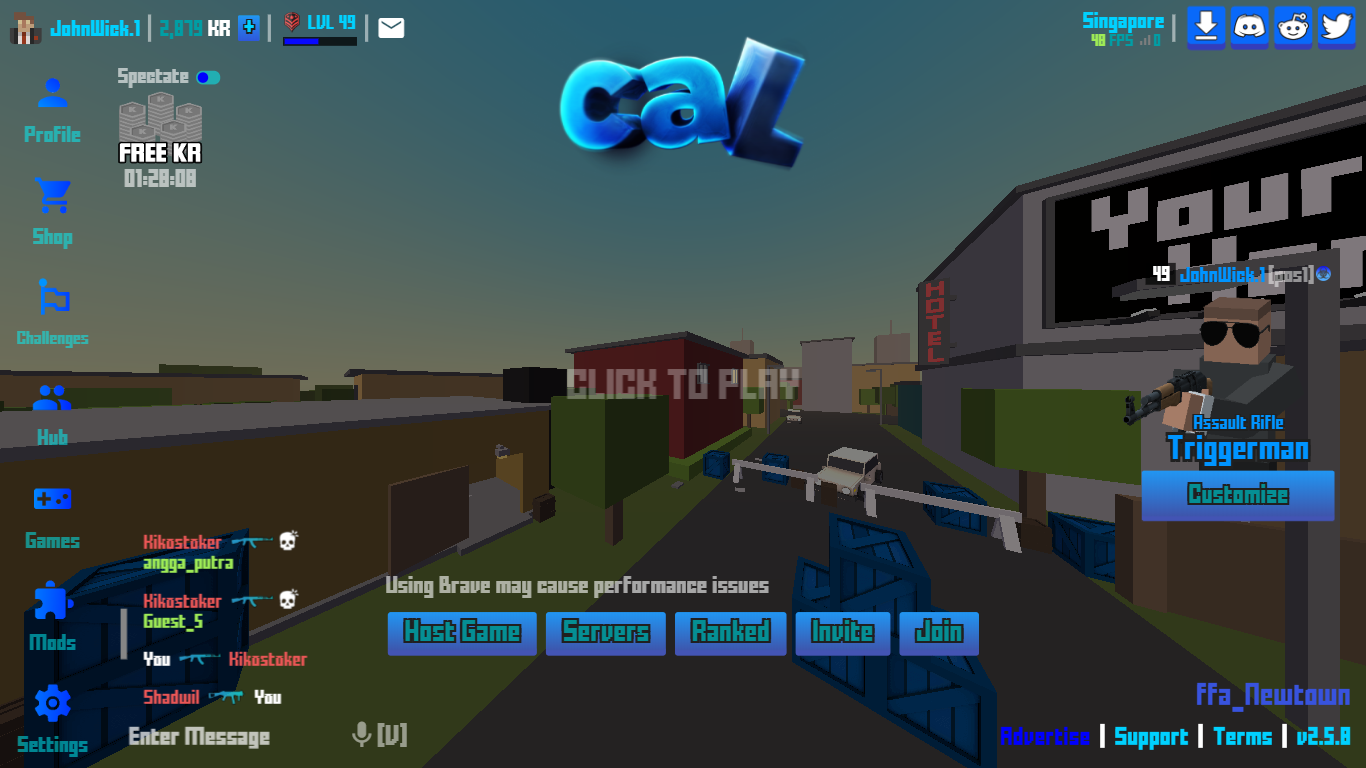 JohnWick.1 | 2,879 KR | LVL 49 |
Singapore |
48 FPS 0
Spectate
FREE KR
01:28:08
CaL
Profile
Shop
Challenges
Hub
Games
Mods
Settings
Your
HOTEL
49 JohnWick.1[pos1]
CLICK TO PLAY
Assault Rifle
Triggerman
Customize
Kikostoker
angga_putra
Kikostoker
Guest_5
You Kikostoker
Shadwil You
Enter Message [V]
Using Brave may cause performance issues
Host Game Servers Ranked Invite Join
ffa_Newtown
Advertise | Support | Terms | v2.5.8